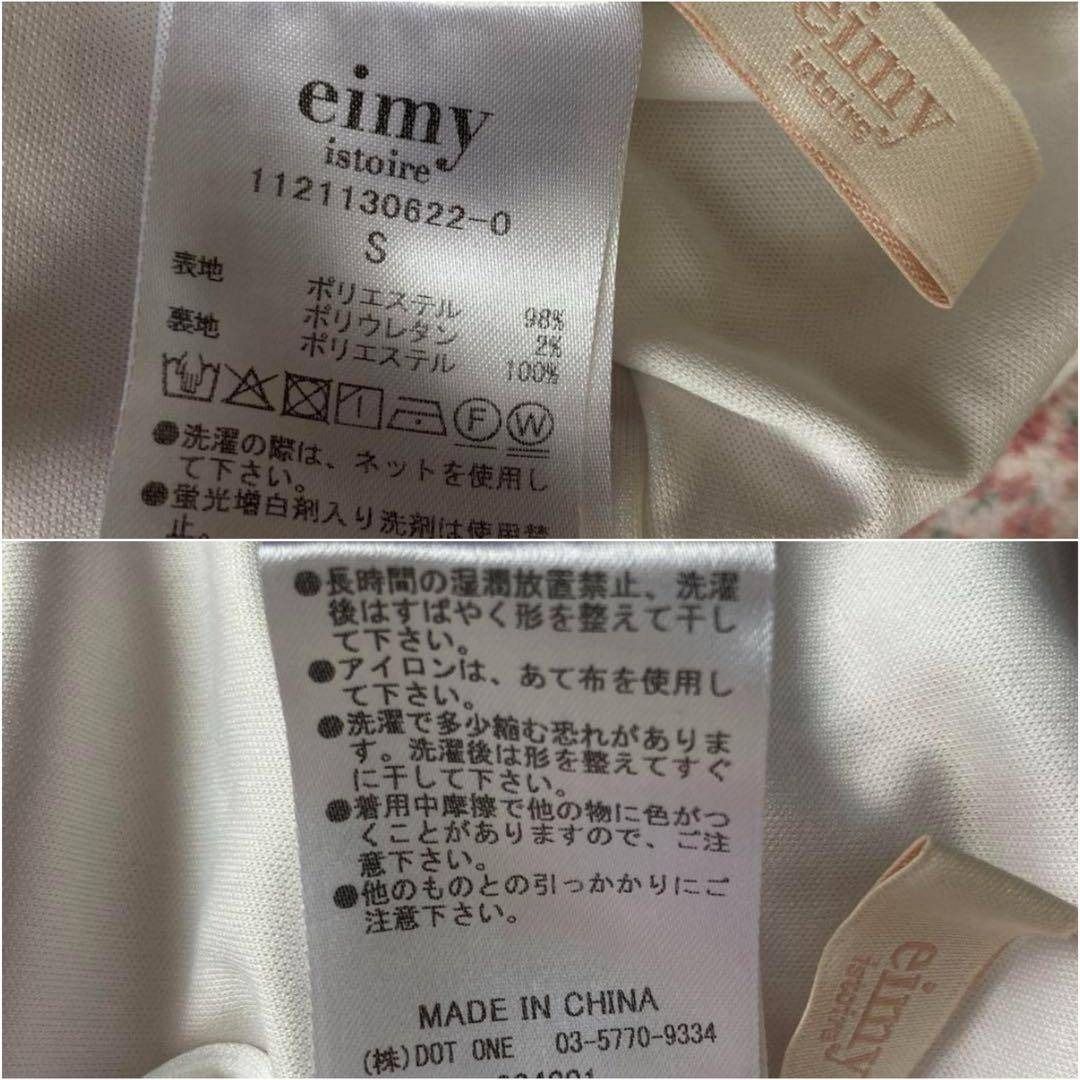 eimy
istoire
eimy
istoire
1121130622-0
S
表地 ポリエステル 98%
ポリウレタン 2%
裏地 ポリエステル 100%
F W
●洗濯の際は、ネットを使用し
て下さい。
●蛍光増白剤入り洗剤は使用禁
止。
●長時間の湿潤放置禁止、洗濯
後はすばやく形を整えて干し
て下さい。
●アイロンは、あて布を使用し
て下さい。
●洗濯で多少縮む恐れがありま
す。洗濯後は形を整えてすぐ
に干して下さい。
●着用中摩擦で他の物に色がつ
くことがありますので、ご注
意下さい。
●他のものとの引っかかりにご
注意下さい。
MADE IN CHINA
(株)DOT ONE 03-5770-9334
eimy
istoire